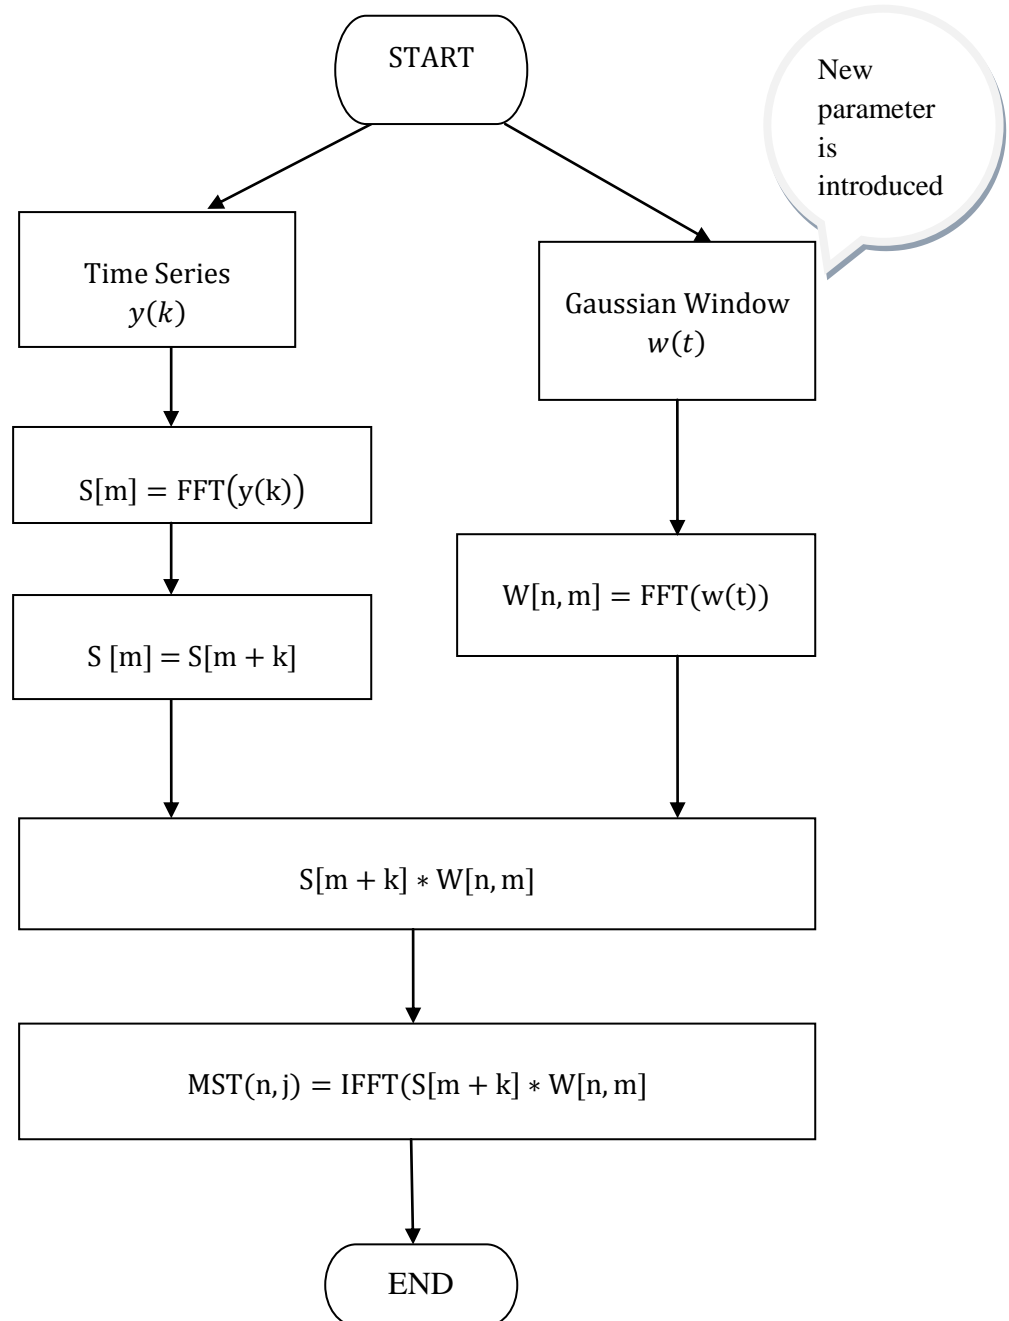 START
New
parameter
is
introduced
Time Series
y(k)
Gaussian Window
w(t)
S[m] = FFT(y(k))
W[n, m] = FFT(w(t))
S [m] = S[m + k]
S[m + k] ∗ W[n, m]
MST(n, j) = IFFT(S[m + k] ∗ W[n, m]
END